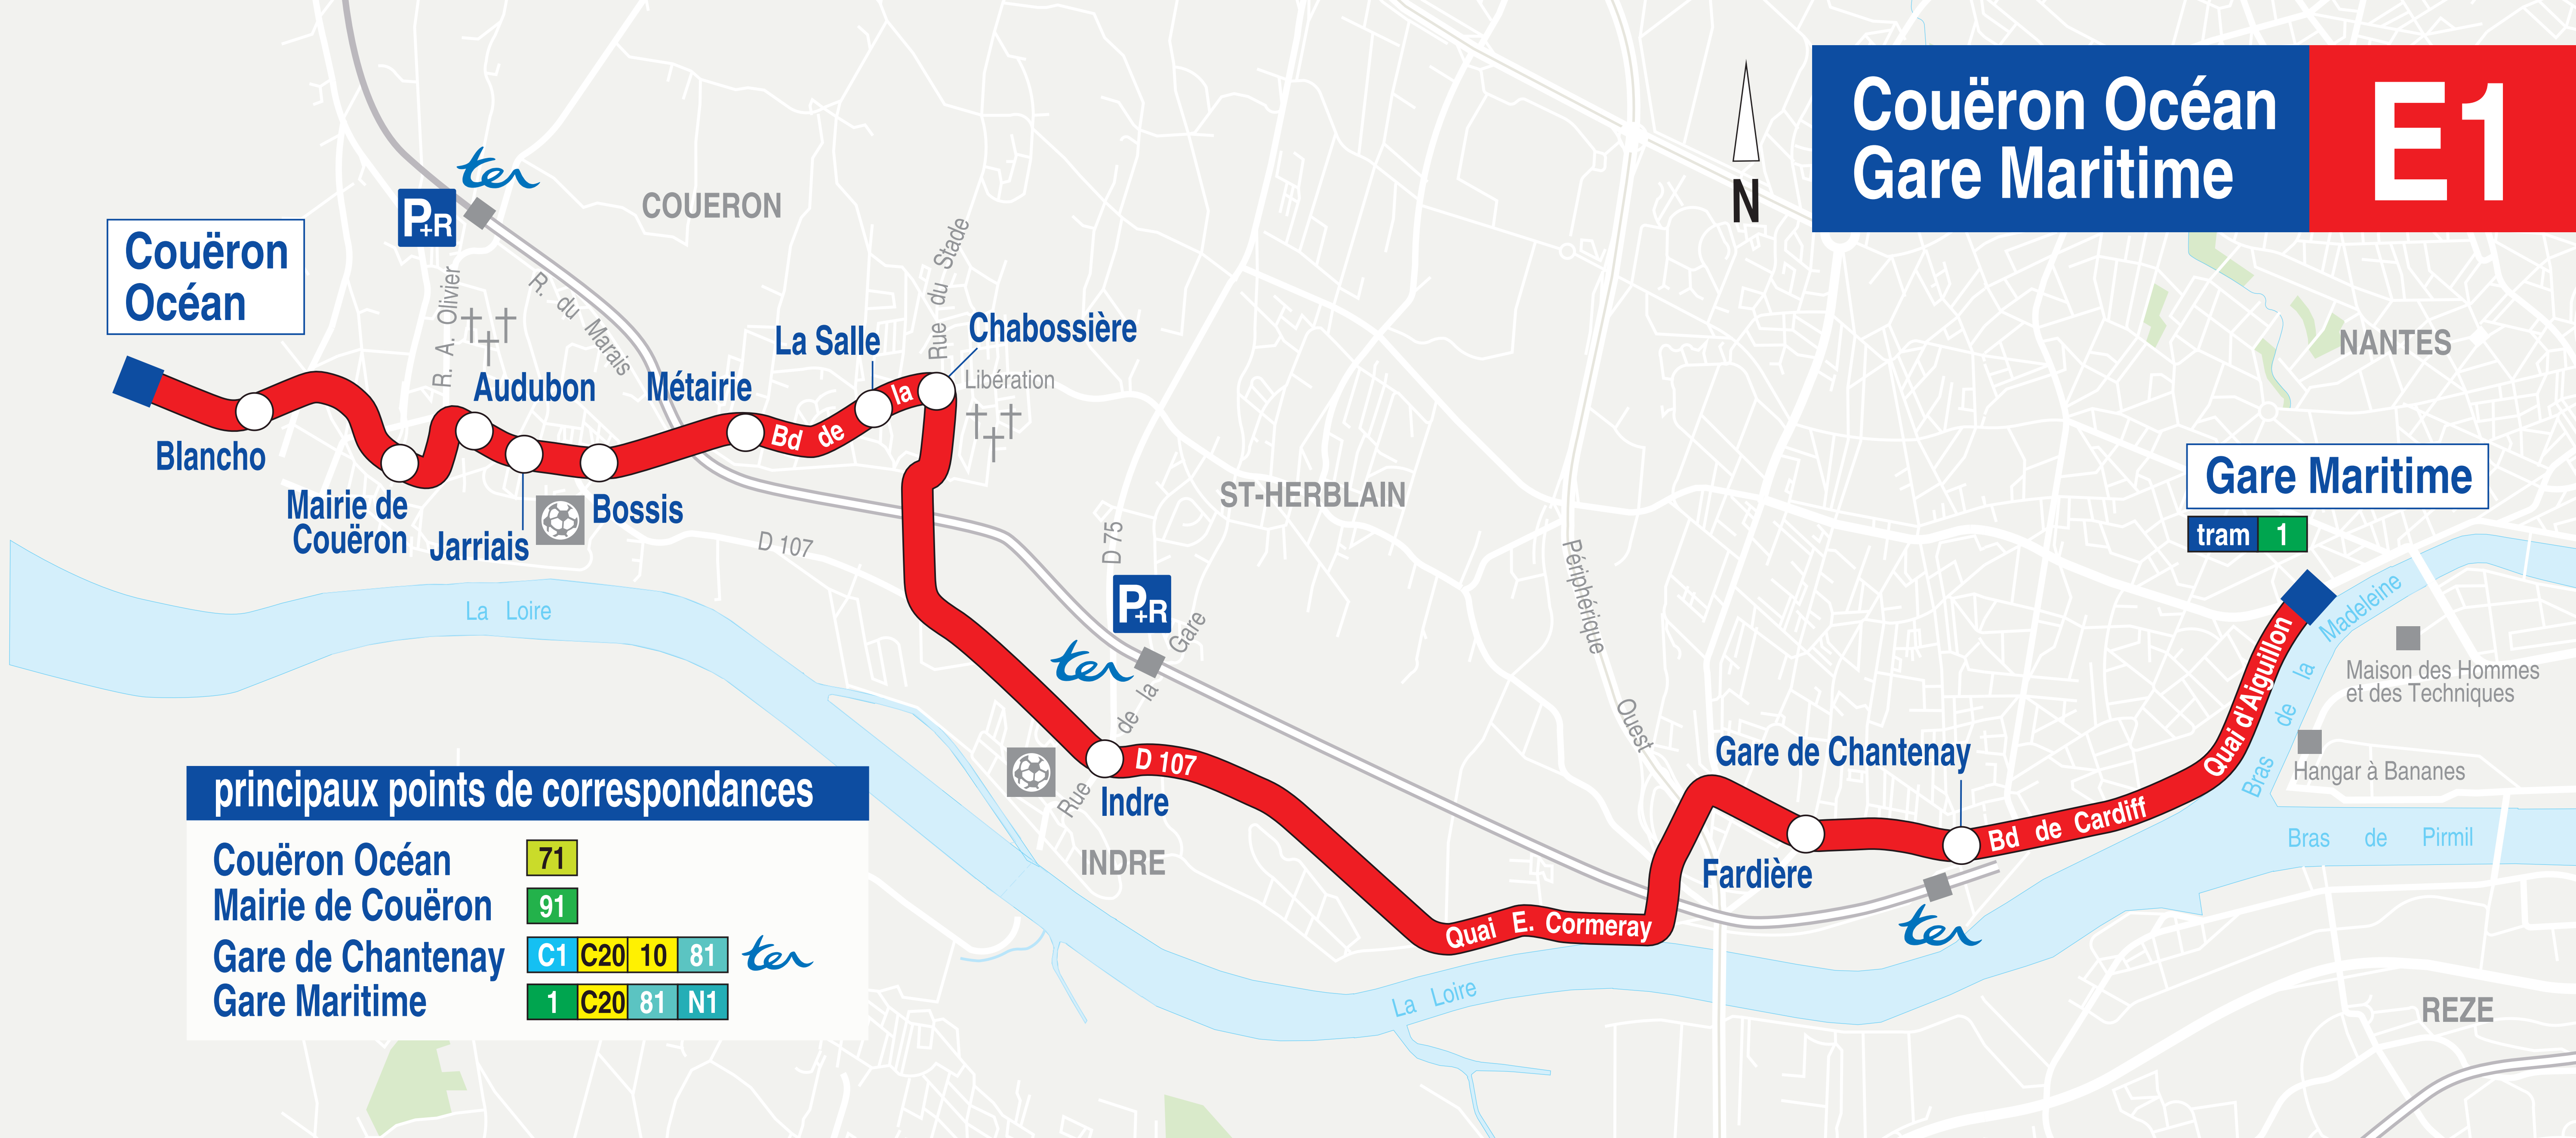 Couëron Océan
Gare Maritime
E1
N
ter
P+R
COUERON
Couëron
Océan
R. A. Olivier
R. du Marais
Rue du Stade
La Salle
Chabossière
Libération
Audubon
Métairie
Bd de la
Blancho
Mairie de
Couëron
Jarriais
Bossis
D 107
La Loire
ST-HERBLAIN
D 75
P+R
ter
Rue de la Gare
Périphérique Ouest
NANTES
Gare Maritime
tram 1
Bras de la Madeleine
Maison des Hommes
et des Techniques
Quai d'Aiguillon
Hangar à Bananes
Bras de Pirmil
D 107
Indre
INDRE
Gare de Chantenay
Bd de Cardiff
Fardière
ter
Quai E. Cormeray
La Loire
REZE
principaux points de correspondances
Couëron Océan 71
Mairie de Couëron 91
Gare de Chantenay C1 C20 10 81 ter
Gare Maritime 1 C20 81 N1